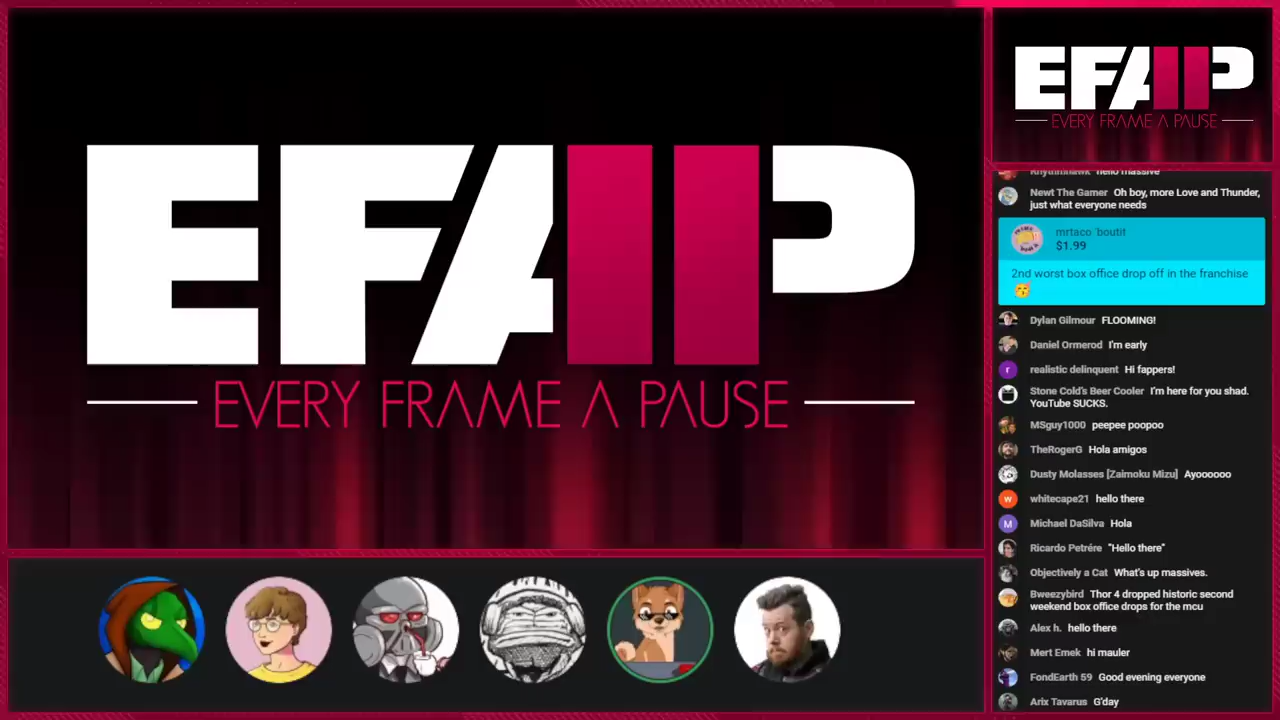 EFAP
EVERY FRAME A PAUSE
EFAP
EVERY FRAME A PAUSE
Rhythmhawk hello massive
Newt The Gamer Oh boy, more Love and Thunder,
just what everyone needs
mrtaco 'boutit
$1.99
2nd worst box office drop off in the franchise
Dylan Gilmour FLOOMING!
Daniel Ormerod I'm early
r
realistic delinquent Hi fappers!
Stone Cold's Beer Cooler I'm here for you shad.
YouTube SUCKS.
MSguy1000 peepee poopoo
TheRogerG Hola amigos
Dusty Molasses [Zaimoku Mizu] Ayoooooo
w
whitecape21 hello there
M
Michael DaSilva Hola
Ricardo Petrére "Hello there"
Objectively a Cat What's up massives.
Bweezybird Thor 4 dropped historic second
weekend box office drops for the mcu
Alex h. hello there
Mert Emek hi mauler
FondEarth 59 Good evening everyone
Arix Tavarus G'day